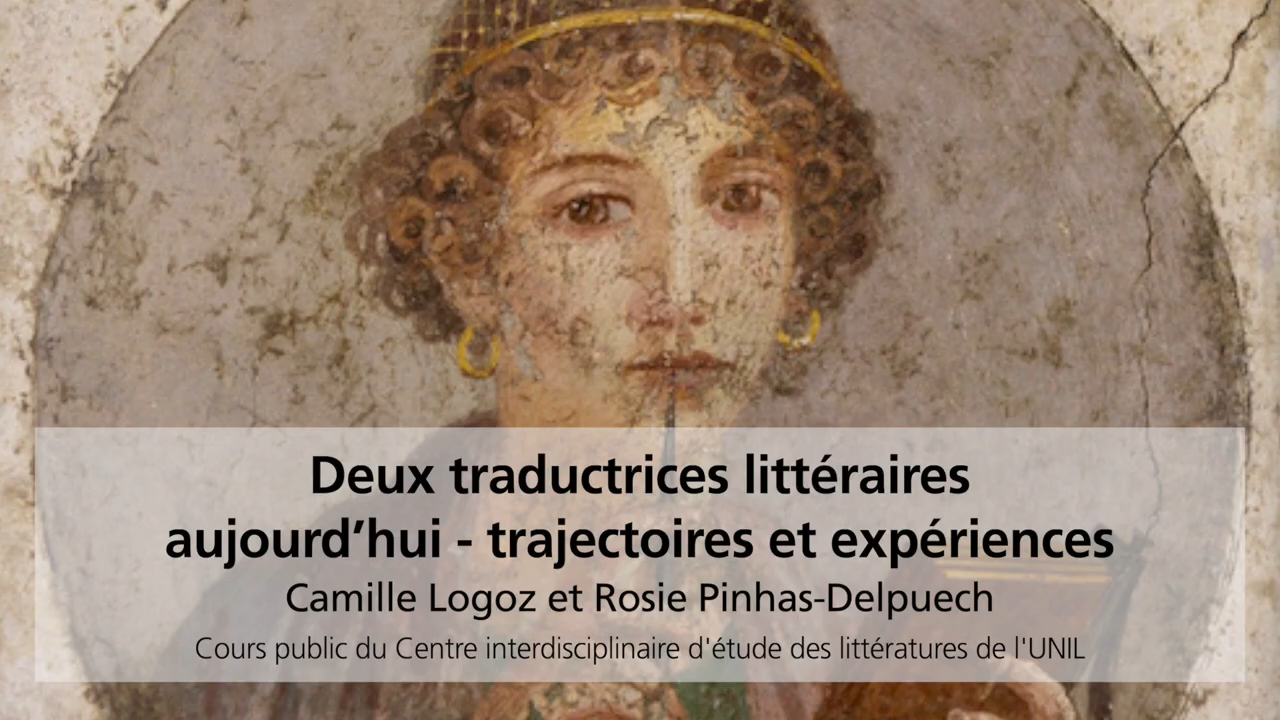 Deux traductrices littéraires
aujourd’hui - trajectoires et expériences
Camille Logoz et Rosie Pinhas-Delpuech
Cours public du Centre interdisciplinaire d'étude des littératures de l'UNIL